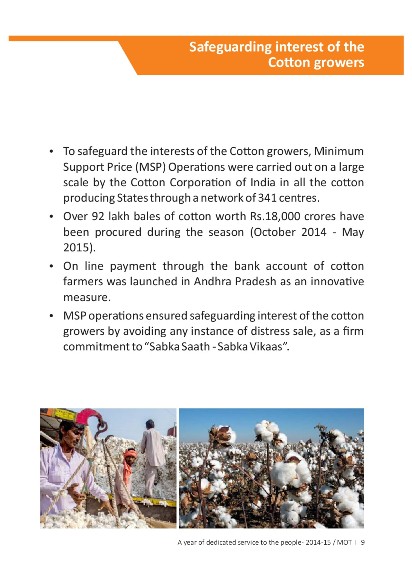 Safeguarding interest of the
Cotton growers
• To safeguard the interests of the Cotton growers, Minimum
Support Price (MSP) Operations were carried out on a large
scale by the Cotton Corporation of India in all the cotton
producing States through a network of 341 centres.
• Over 92 lakh bales of cotton worth Rs.18,000 crores have
been procured during the season (October 2014 - May
2015).
• On line payment through the bank account of cotton
farmers was launched in Andhra Pradesh as an innovative
measure.
• MSP operations ensured safeguarding interest of the cotton
growers by avoiding any instance of distress sale, as a firm
commitment to “Sabka Saath - Sabka Vikaas”.
A year of dedicated service to the people- 2014-15 / MOT | 9